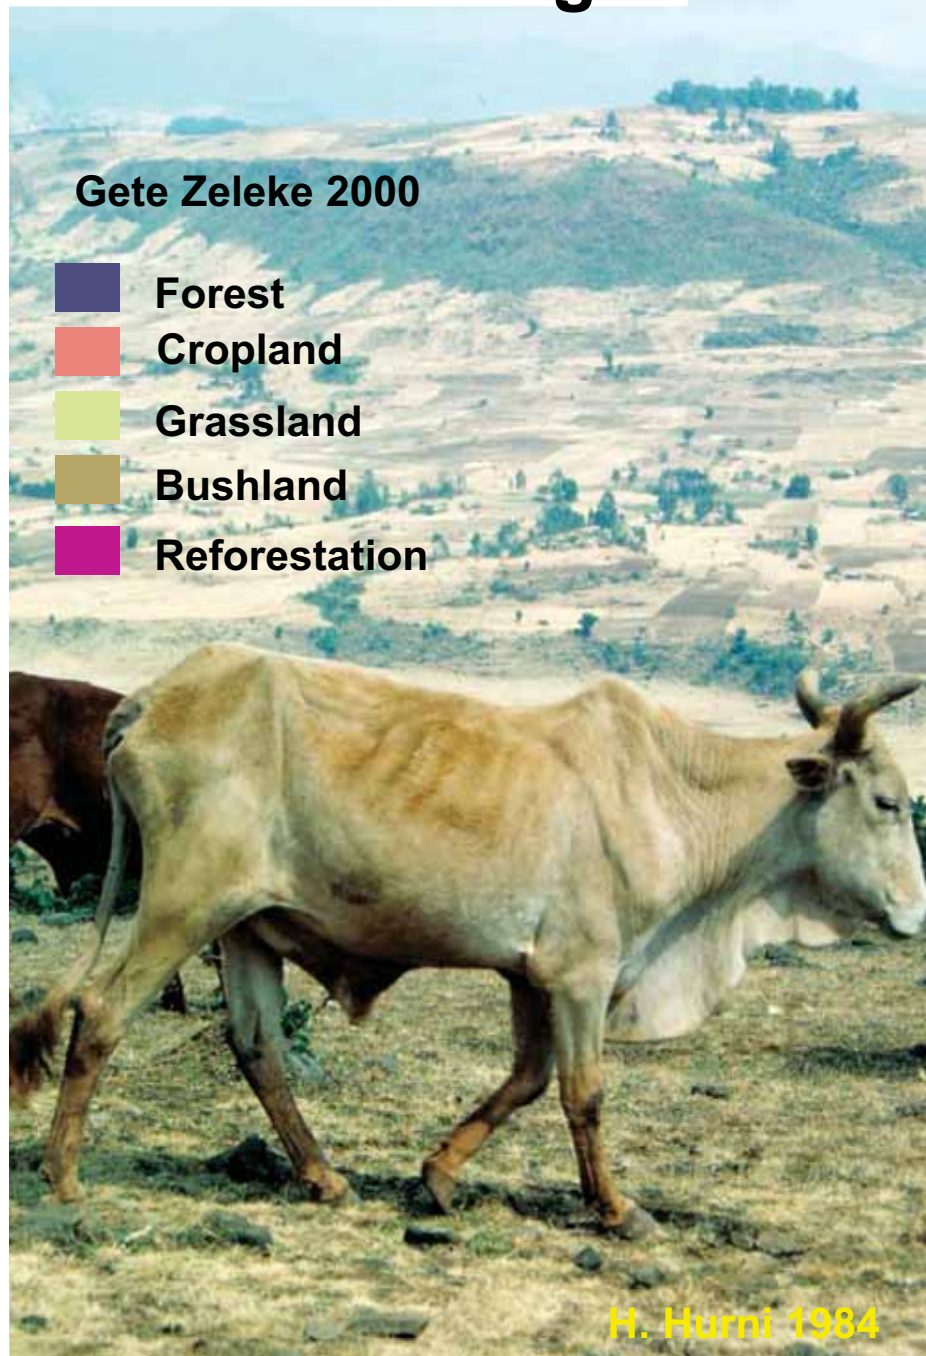 Gete Zeleke 2000
Forest
Cropland
Grassland
Bushland
Reforestation
H. Hurni 1984